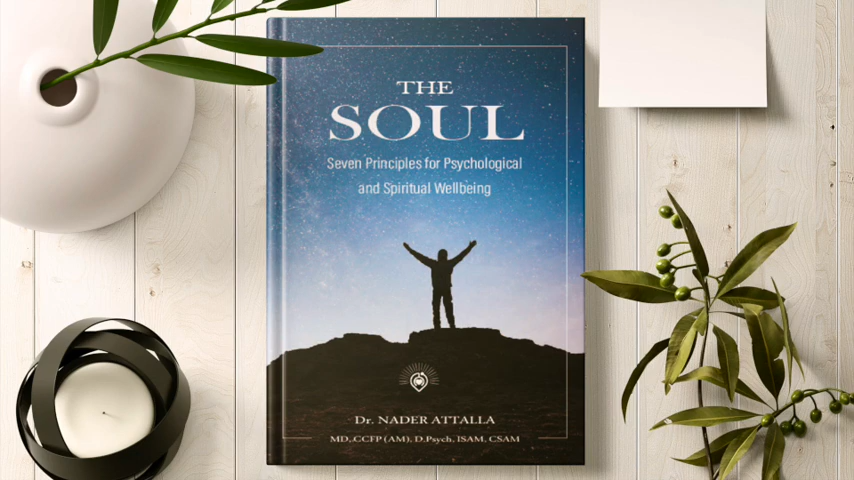 THE
SOUL
Seven Principles for Psychological
and Spiritual Wellbeing
Dr. NADER ATTALLA
MD,.CCFP (AM), D.Psych, ISAM, CSAM